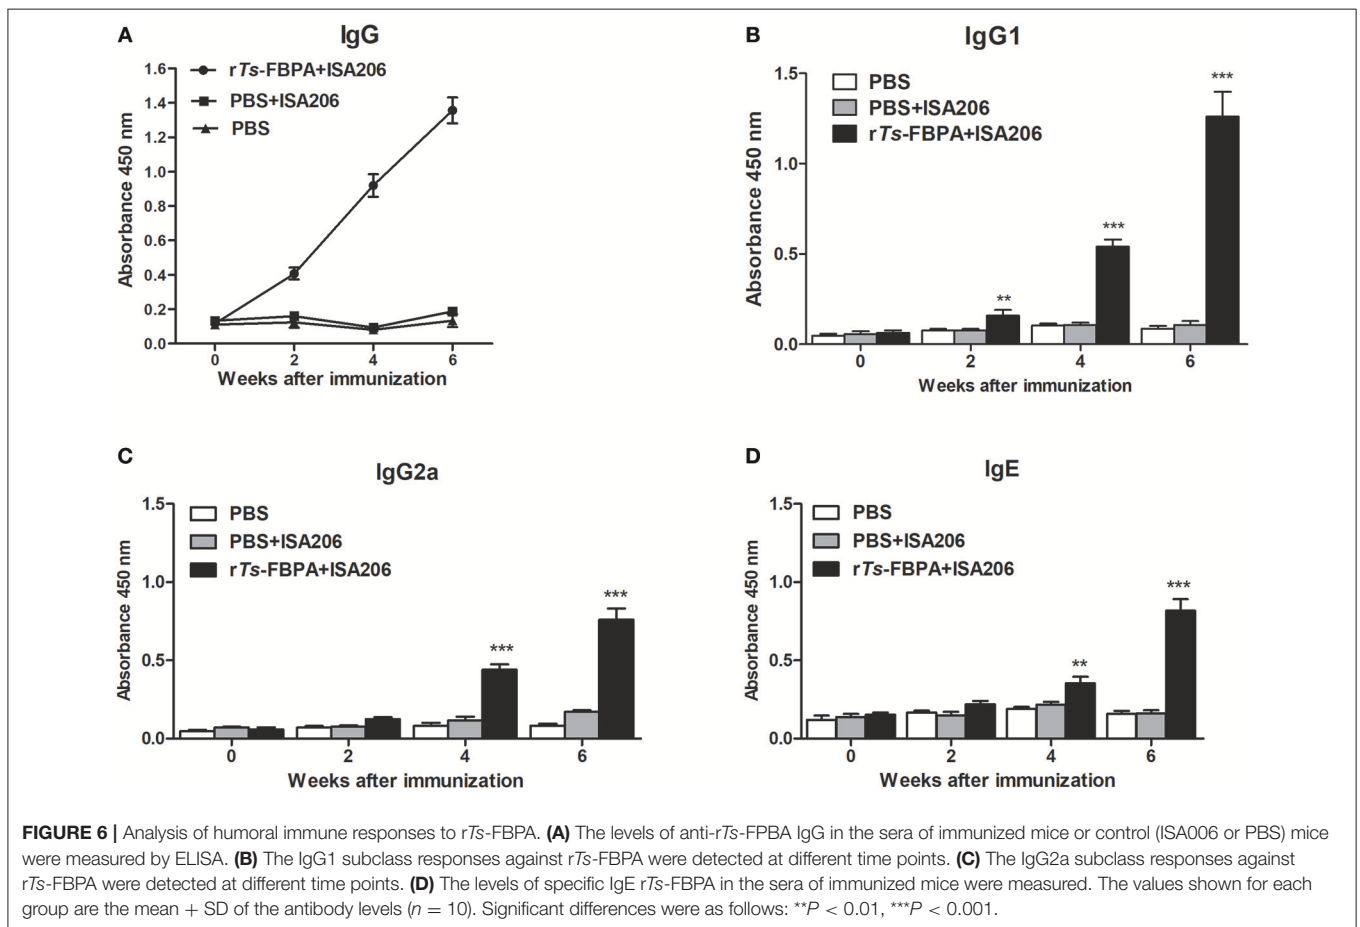 A
IgG
1.6
1.4
1.2
1.0
0.8
0.6
0.4
0.2
0.0
Absorbance 450 nm
rTs-FBPA+ISA206
PBS+ISA206
PBS
0 2 4 6
Weeks after immunization
B
IgG1
1.5
1.0
0.5
0.0
Absorbance 450 nm
PBS
PBS+ISA206
rTs-FBPA+ISA206
**
***
***
0 2 4 6
Weeks after immunization
C
IgG2a
1.5
1.0
0.5
0.0
Absorbance 450 nm
PBS
PBS+ISA206
rTs-FBPA+ISA206
***
***
0 2 4 6
Weeks after immunization
D
IgE
1.5
1.0
0.5
0.0
Absorbance 450 nm
PBS
PBS+ISA206
rTs-FBPA+ISA206
**
***
0 2 4 6
Weeks after immunization
FIGURE 6 | Analysis of humoral immune responses to rTs-FBPA. (A) The levels of anti-rTs-FPBA IgG in the sera of immunized mice or control (ISA006 or PBS) mice
were measured by ELISA. (B) The IgG1 subclass responses against rTs-FBPA were detected at different time points. (C) The IgG2a subclass responses against
rTs-FBPA were detected at different time points. (D) The levels of specific IgE rTs-FBPA in the sera of immunized mice were measured. The values shown for each
group are the mean + SD of the antibody levels (n = 10). Significant differences were as follows: **P < 0.01, ***P < 0.001.